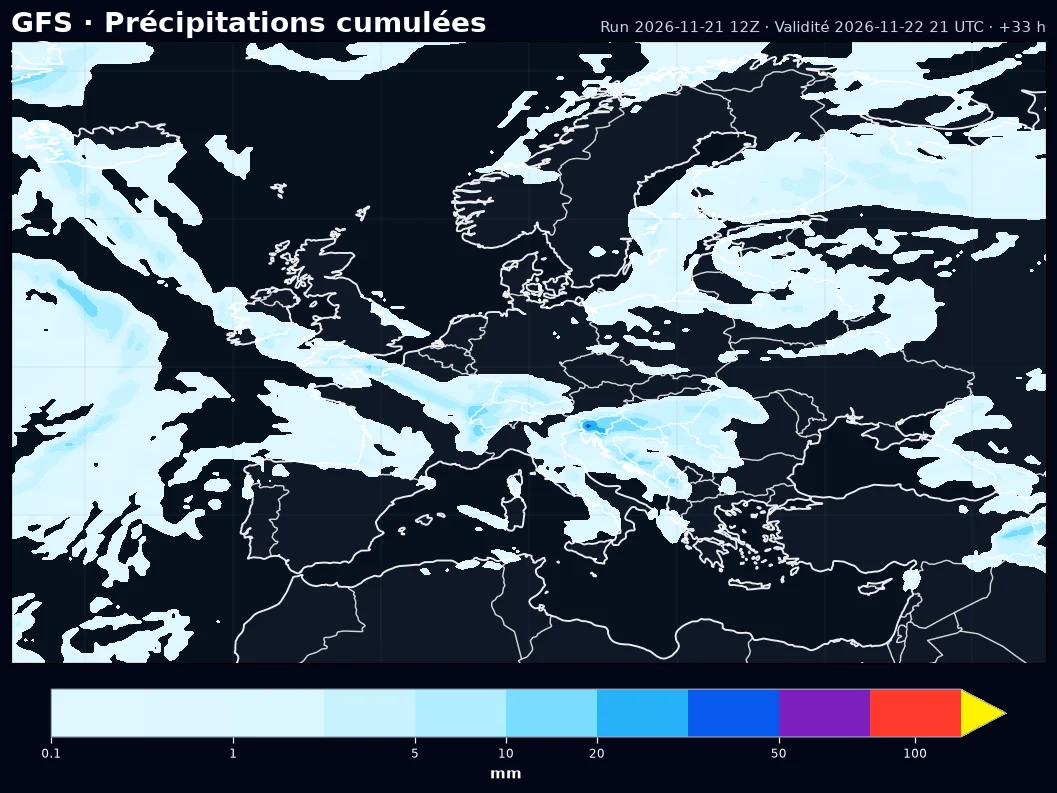 GFS · Précipitations cumulées
Run 2026-11-21 12Z · Validité 2026-11-22 21 UTC · +33 h
0.1 1 5 10 20 50 100
mm